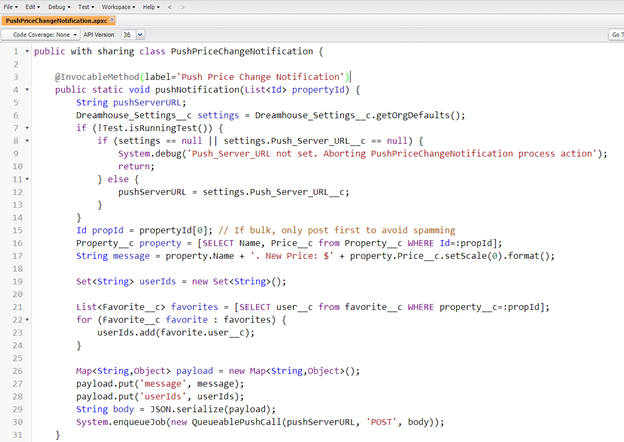 File Edit Debug Test Workspace Help < >
PushPriceChangeNotification.apxc
Code Coverage: None API Version: 36 Go T
1 public with sharing class PushPriceChangeNotification {
2
3 @InvocableMethod(label='Push Price Change Notification')
4 public static void pushNotification(List<Id> propertyId) {
5 String pushServerURL;
6 Dreamhouse_Settings__c settings = Dreamhouse_Settings__c.getOrgDefaults();
7 if (!Test.isRunningTest()) {
8 if (settings == null || settings.Push_Server_URL__c == null) {
9 System.debug('Push_Server_URL not set. Aborting PushPriceChangeNotification process action');
10 return;
11 } else {
12 pushServerURL = settings.Push_Server_URL__c;
13 }
14 }
15 Id propId = propertyId[0]; // If bulk, only post first to avoid spamming
16 Property__c property = [SELECT Name, Price__c from Property__c WHERE Id=:propId];
17 String message = property.Name + '. New Price: $' + property.Price__c.setScale(0).format();
18
19 Set<String> userIds = new Set<String>();
20
21 List<Favorite__c> favorites = [SELECT user__c from favorite__c WHERE property__c=:propId];
22 for (Favorite__c favorite : favorites) {
23 userIds.add(favorite.user__c);
24 }
25
26 Map<String,Object> payload = new Map<String,Object>();
27 payload.put('message', message);
28 payload.put('userIds', userIds);
29 String body = JSON.serialize(payload);
30 System.enqueueJob(new QueueablePushCall(pushServerURL, 'POST', body));
31 }